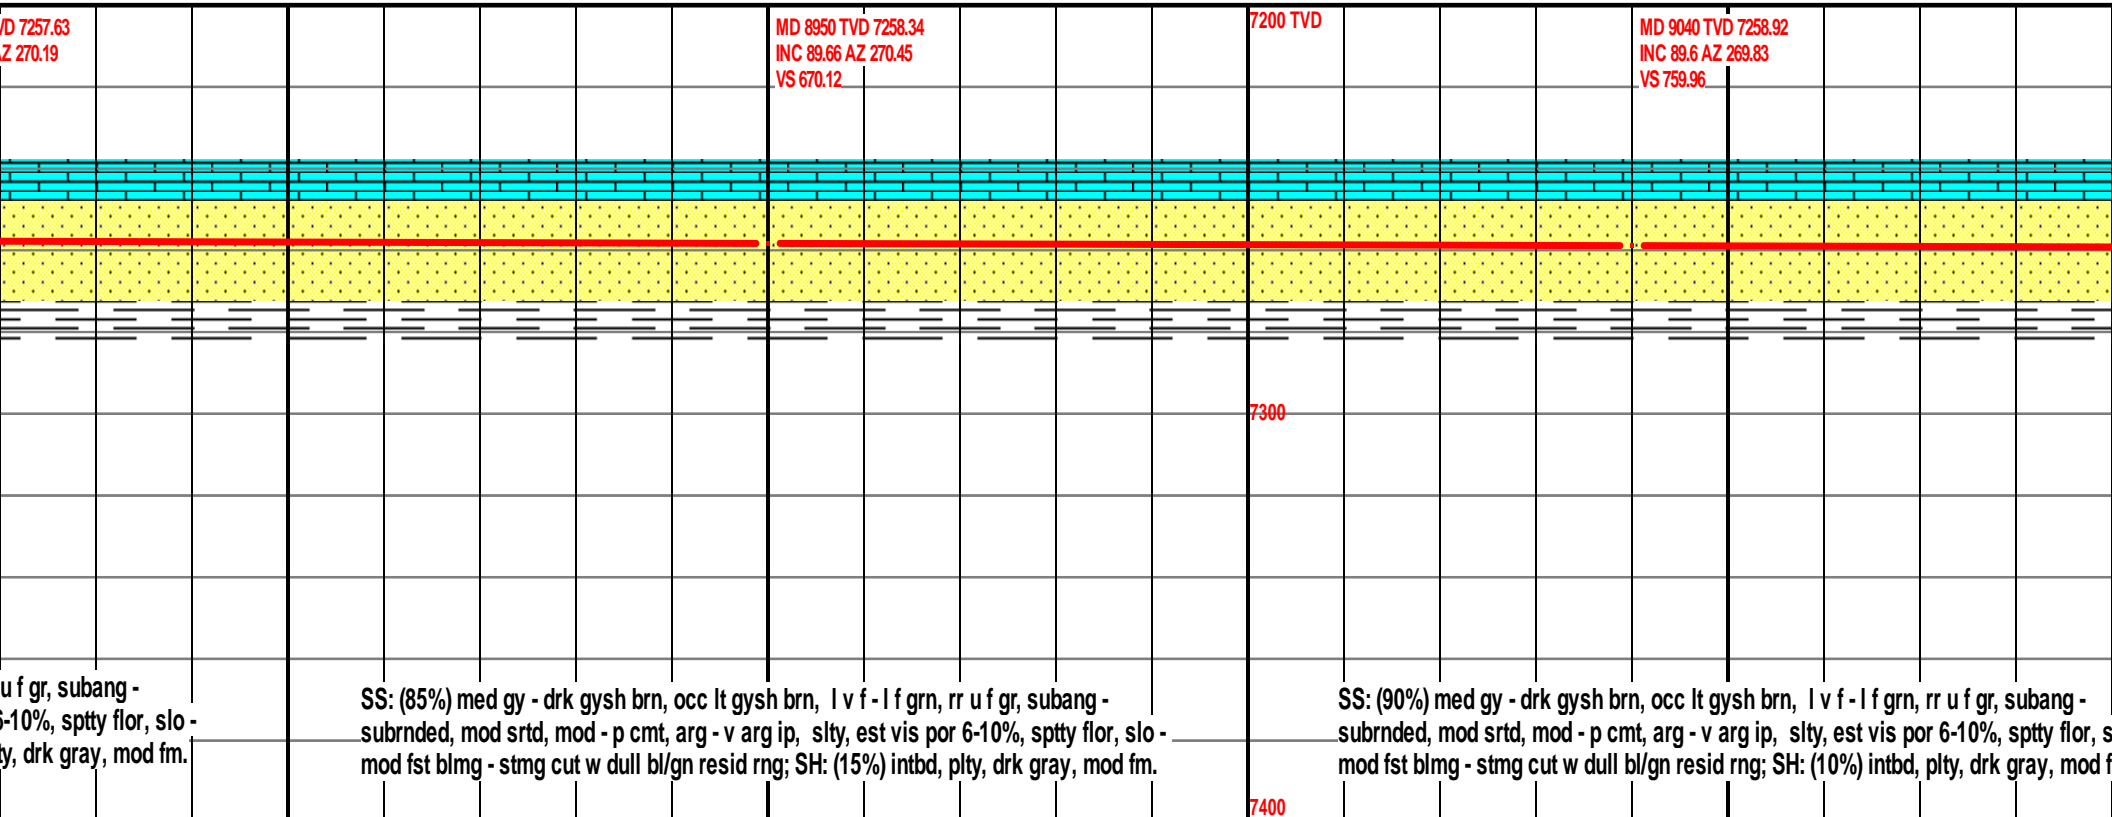 VD 7257.63
AZ 270.19
MD 8950 TVD 7258.34
INC 89.66 AZ 270.45
VS 670.12
7200 TVD
MD 9040 TVD 7258.92
INC 89.6 AZ 269.83
VS 759.96
7300
u f gr, subang -
6-10%, sptty flor, slo -
ty, drk gray, mod fm.
SS: (85%) med gy - drk gysh brn, occ lt gysh brn, l v f - l f grn, rr u f gr, subang -
subrnded, mod srtd, mod - p cmt, arg - v arg ip, slty, est vis por 6-10%, sptty flor, slo -
mod fst blmg - stmg cut w dull bl/gn resid rng; SH: (15%) intbd, plty, drk gray, mod fm.
SS: (90%) med gy - drk gysh brn, occ lt gysh brn, l v f - l f grn, rr u f gr, subang -
subrnded, mod srtd, mod - p cmt, arg - v arg ip, slty, est vis por 6-10%, sptty flor, s
mod fst blmg - stmg cut w dull bl/gn resid rng; SH: (10%) intbd, plty, drk gray, mod f
7400